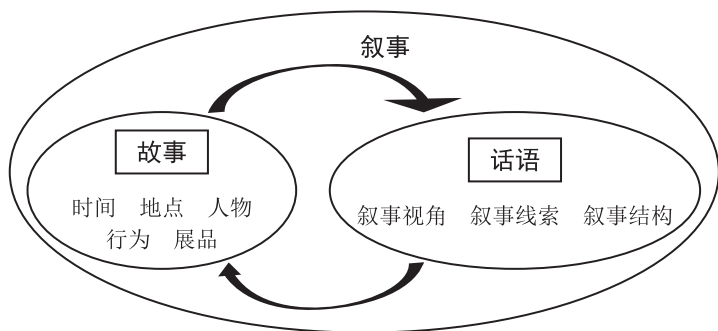 叙事
故事
时间 地点 人物
行为 展品
话语
叙事视角 叙事线索 叙事结构